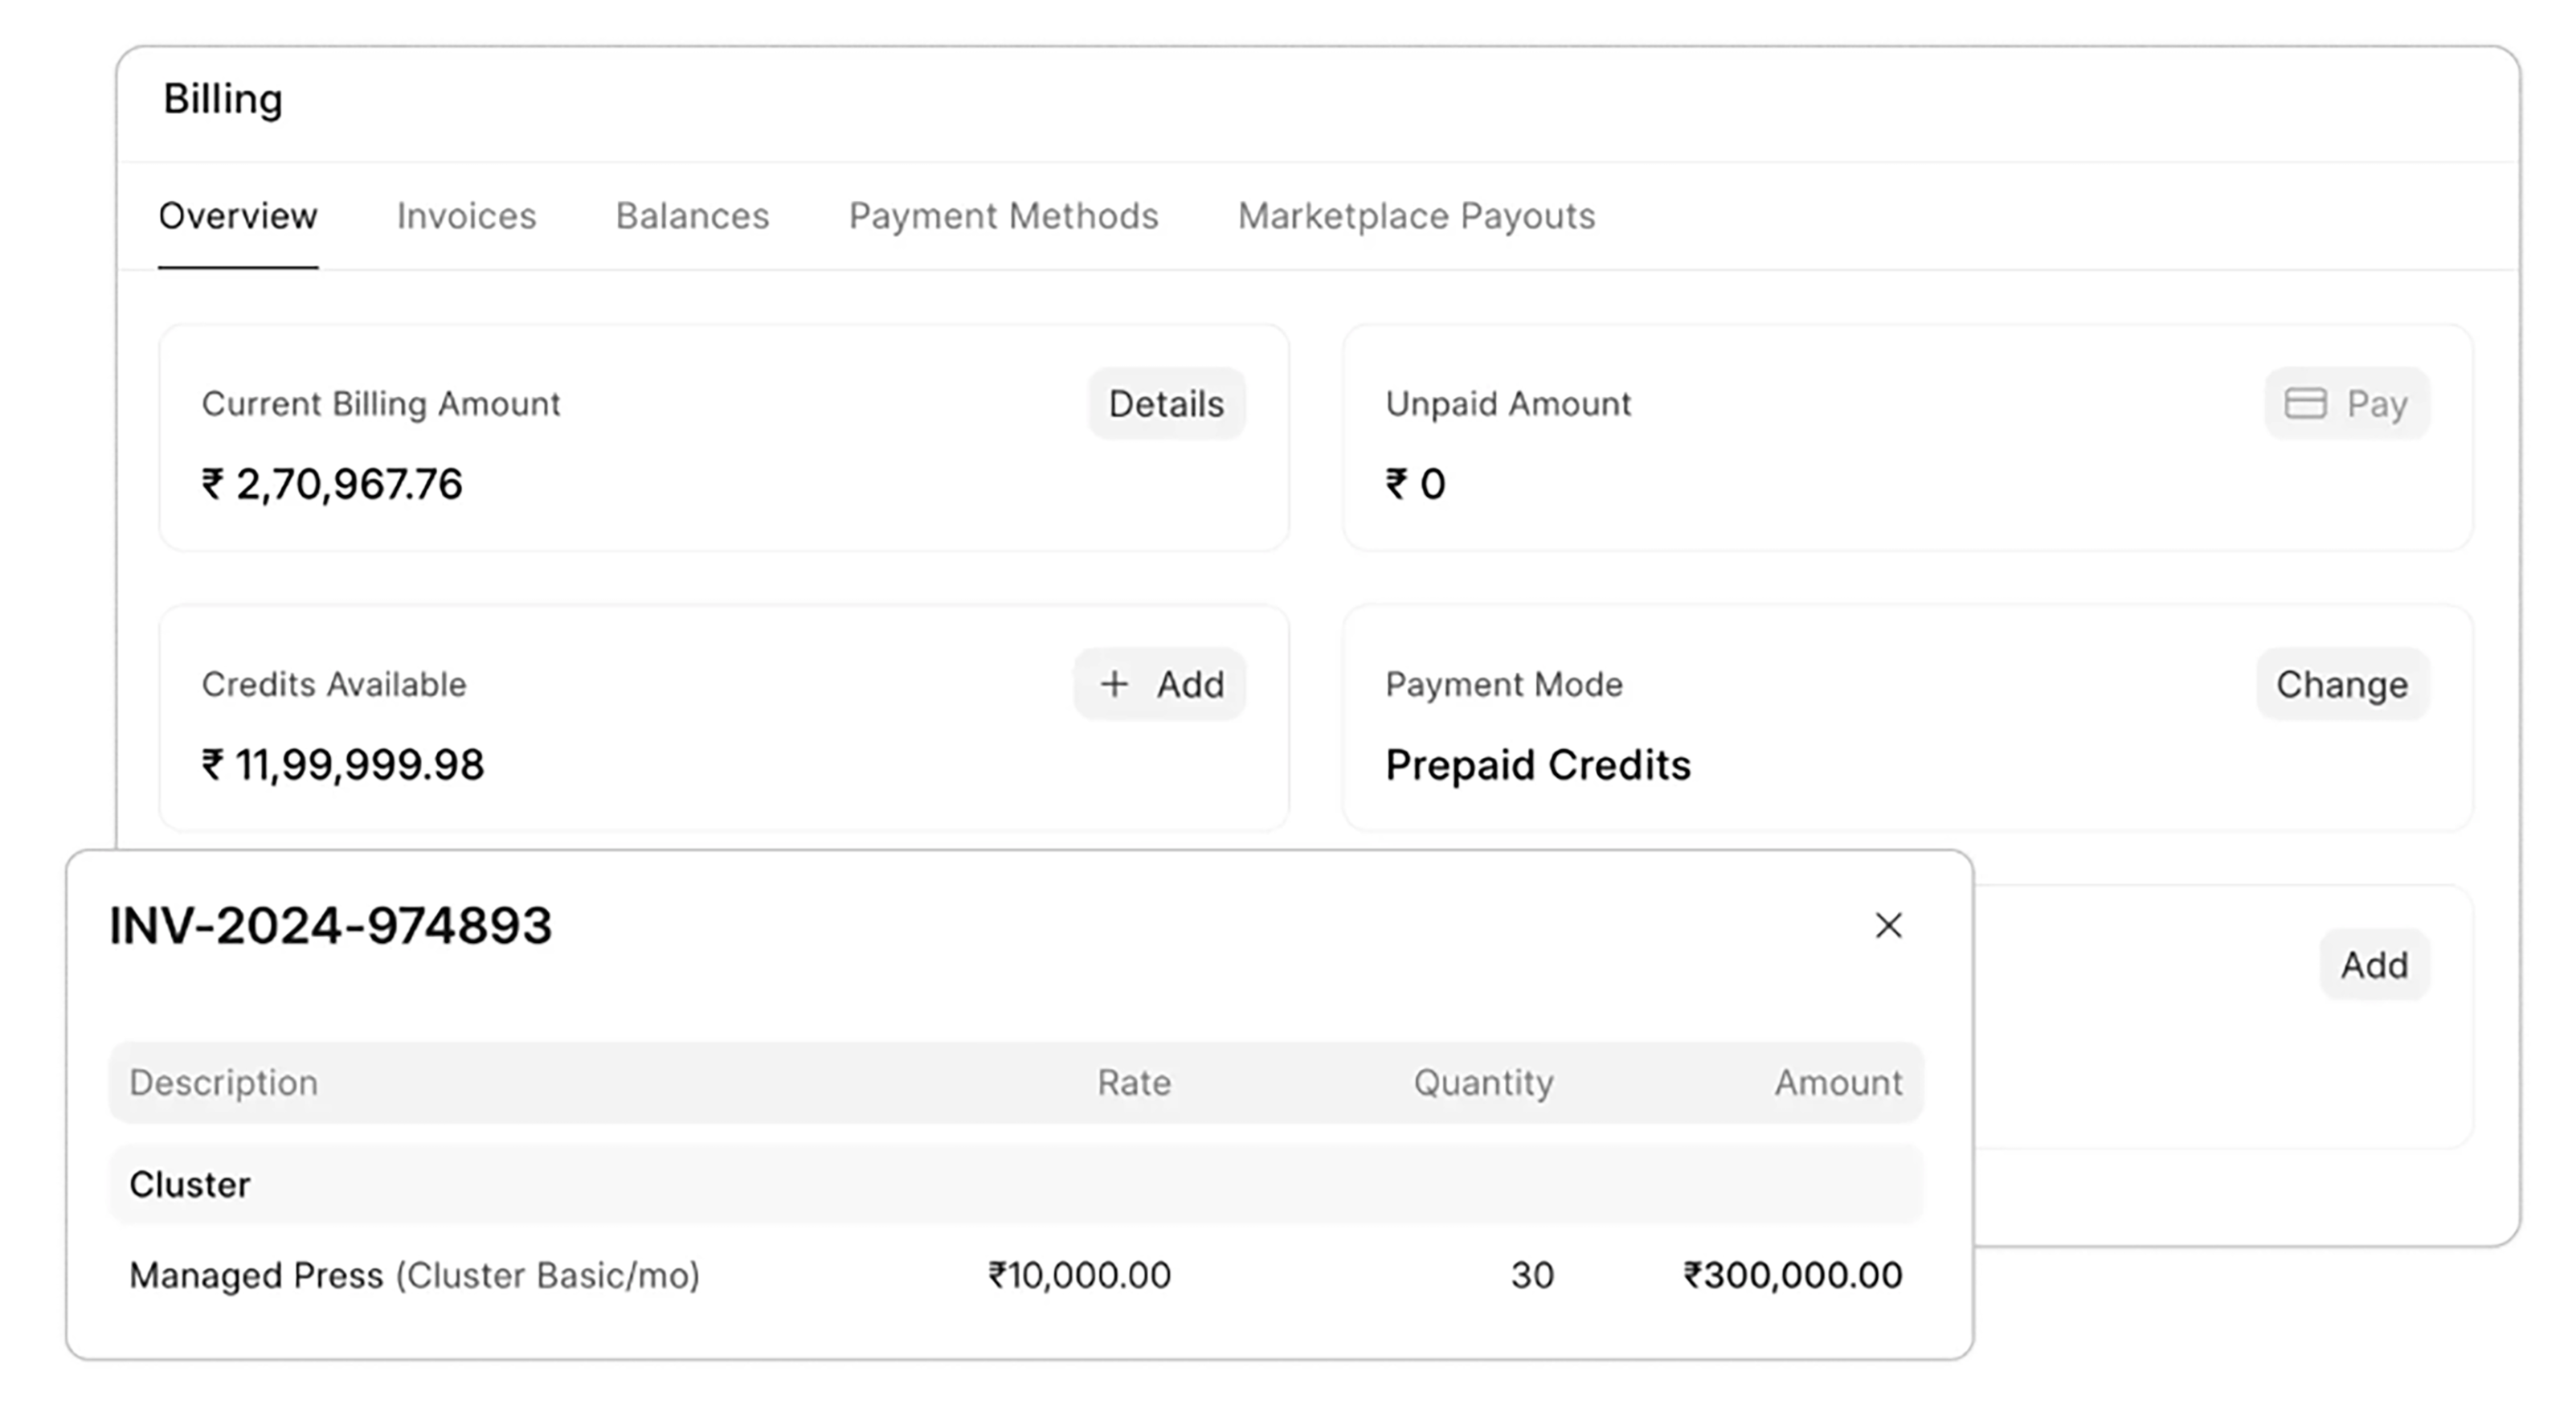 Billing
Overview Invoices Balances Payment Methods Marketplace Payouts
Current Billing Amount Details
₹ 2,70,967.76
Unpaid Amount Pay
₹ 0
Credits Available + Add
₹ 11,99,999.98
Payment Mode Change
Prepaid Credits
Add
INV-2024-974893
Description Rate Quantity Amount
Cluster
Managed Press (Cluster Basic/mo) ₹10,000.00 30 ₹300,000.00